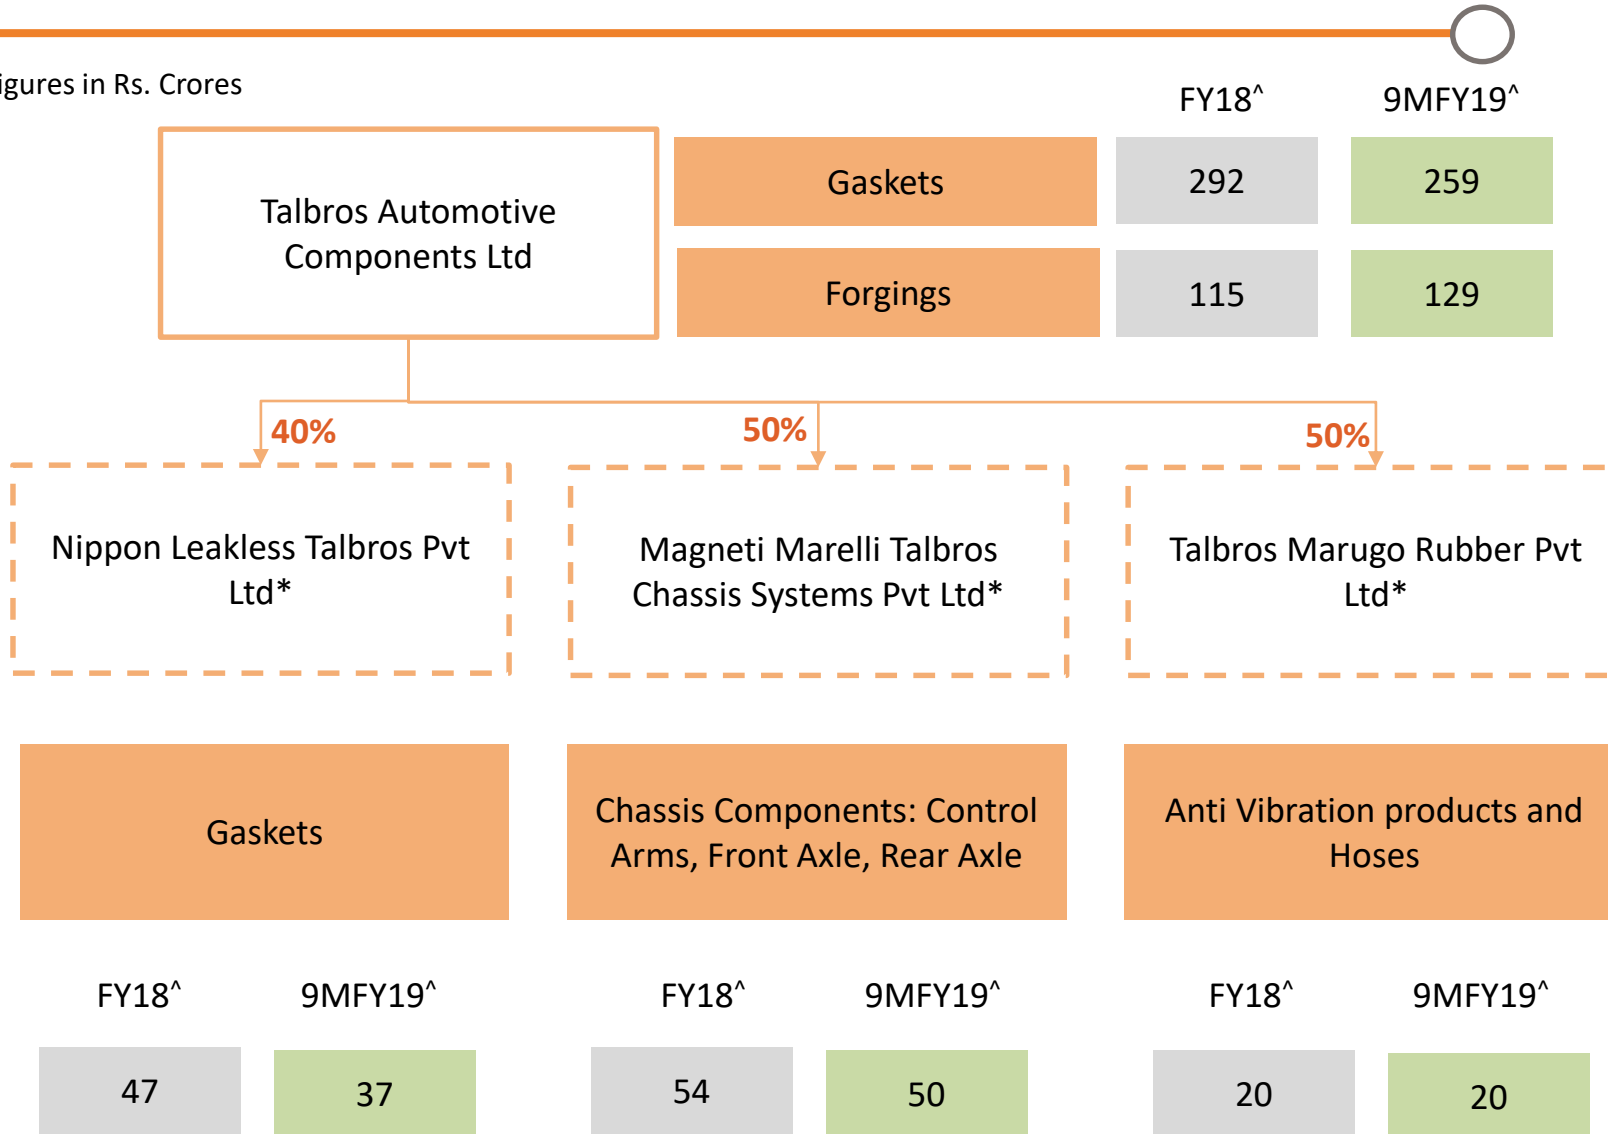 igures in Rs. Crores
FY18^ 9MFY19^
Talbros Automotive
Components Ltd
Gaskets 292 259
Forgings 115 129
40% 50% 50%
Nippon Leakless Talbros Pvt
Ltd*
Magneti Marelli Talbros
Chassis Systems Pvt Ltd*
Talbros Marugo Rubber Pvt
Ltd*
Gaskets
Chassis Components: Control
Arms, Front Axle, Rear Axle
Anti Vibration products and
Hoses
FY18^ 9MFY19^ FY18^ 9MFY19^ FY18^ 9MFY19^
47 37 54 50 20 20